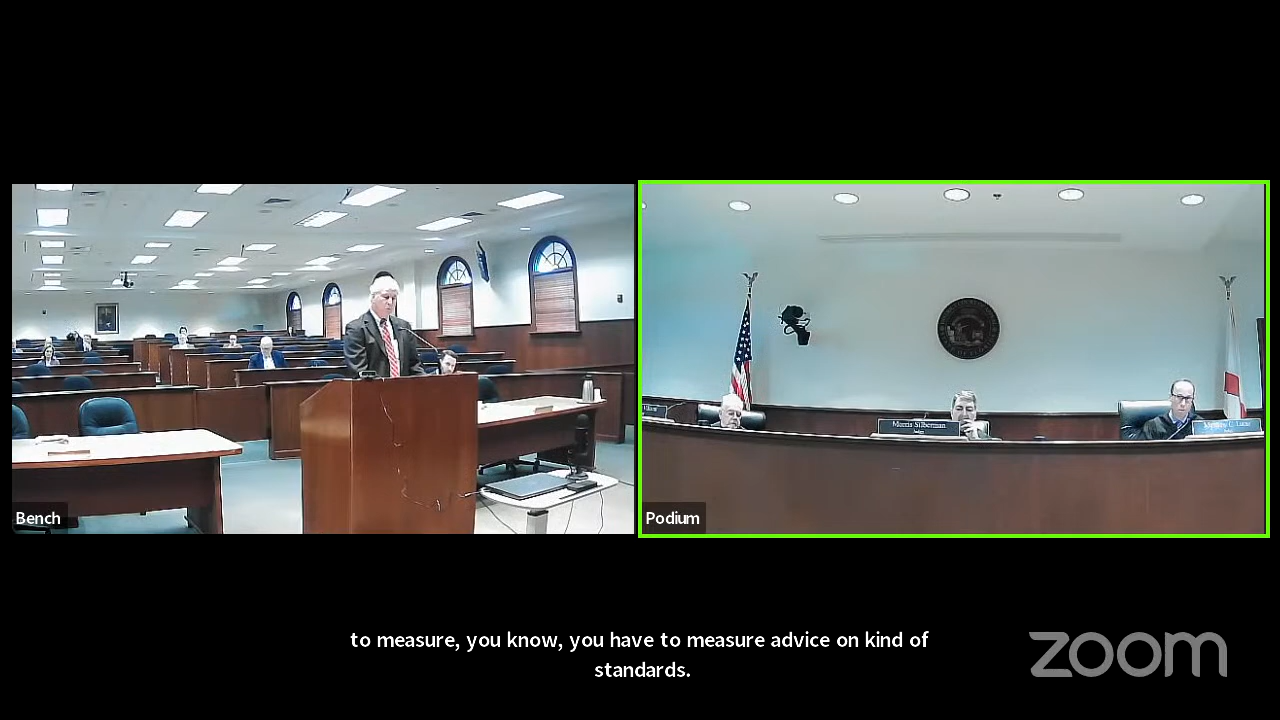 Morris Silberman
Bench
Podium
to measure, you know, you have to measure advice on kind of
standards.
zoom